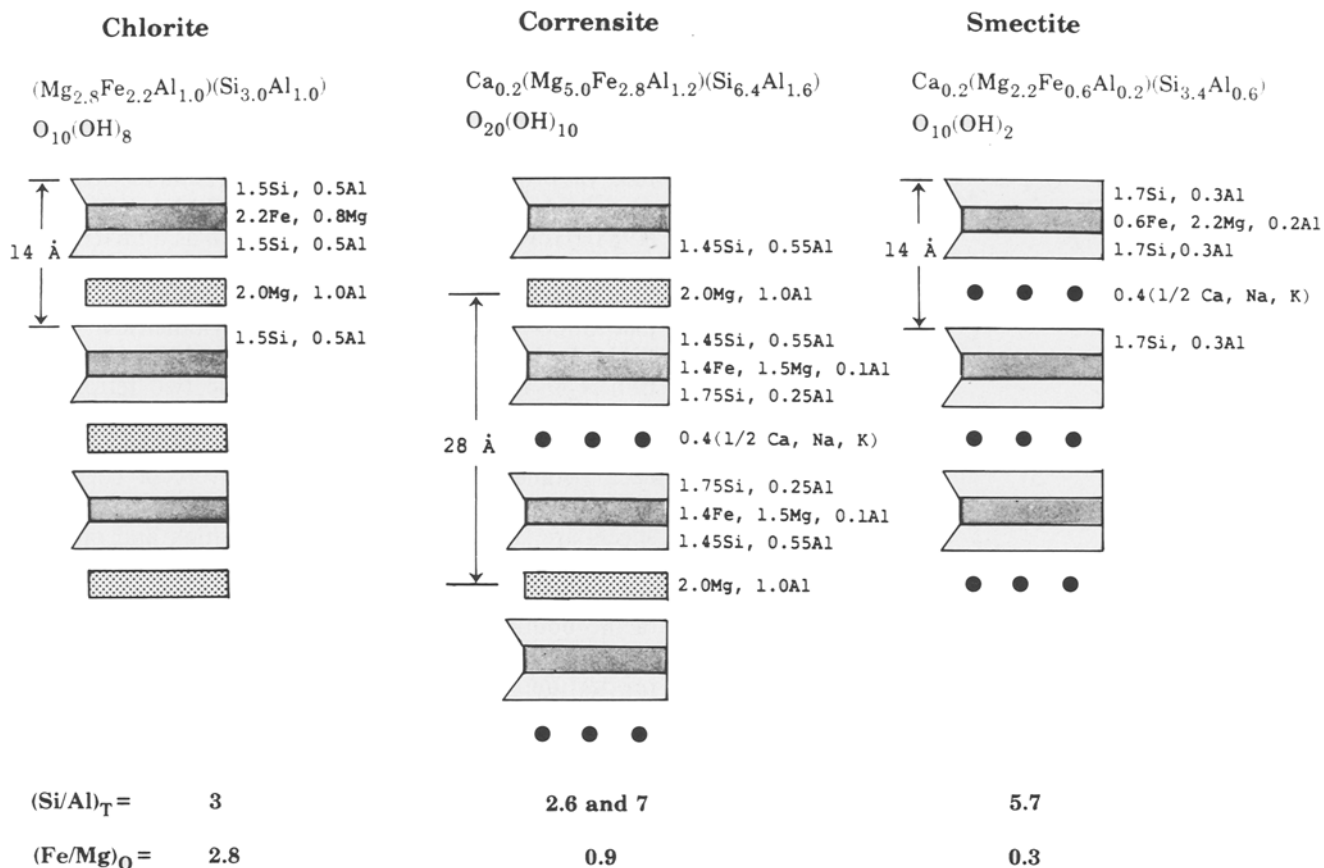 Chlorite
(Mg2.8Fe2.2Al1.0)(Si3.0Al1.0)
O10(OH)8
14 Å
1.5Si, 0.5Al
2.2Fe, 0.8Mg
1.5Si, 0.5Al
2.0Mg, 1.0Al
1.5Si, 0.5Al
Corrensite
Ca0.2(Mg5.0Fe2.8Al1.2)(Si6.4Al1.6)
O20(OH)10
28 Å
1.45Si, 0.55Al
2.0Mg, 1.0Al
1.45Si, 0.55Al
1.4Fe, 1.5Mg, 0.1Al
1.75Si, 0.25Al
0.4(1/2 Ca, Na, K)
1.75Si, 0.25Al
1.4Fe, 1.5Mg, 0.1Al
1.45Si, 0.55Al
2.0Mg, 1.0Al
Smectite
Ca0.2(Mg2.2Fe0.6Al0.2)(Si3.4Al0.6)
O10(OH)2
14 Å
1.7Si, 0.3Al
0.6Fe, 2.2Mg, 0.2Al
1.7Si,0.3Al
0.4(1/2 Ca, Na, K)
1.7Si, 0.3Al
(Si/Al)T = 3 2.6 and 7 5.7
(Fe/Mg)O = 2.8 0.9 0.3